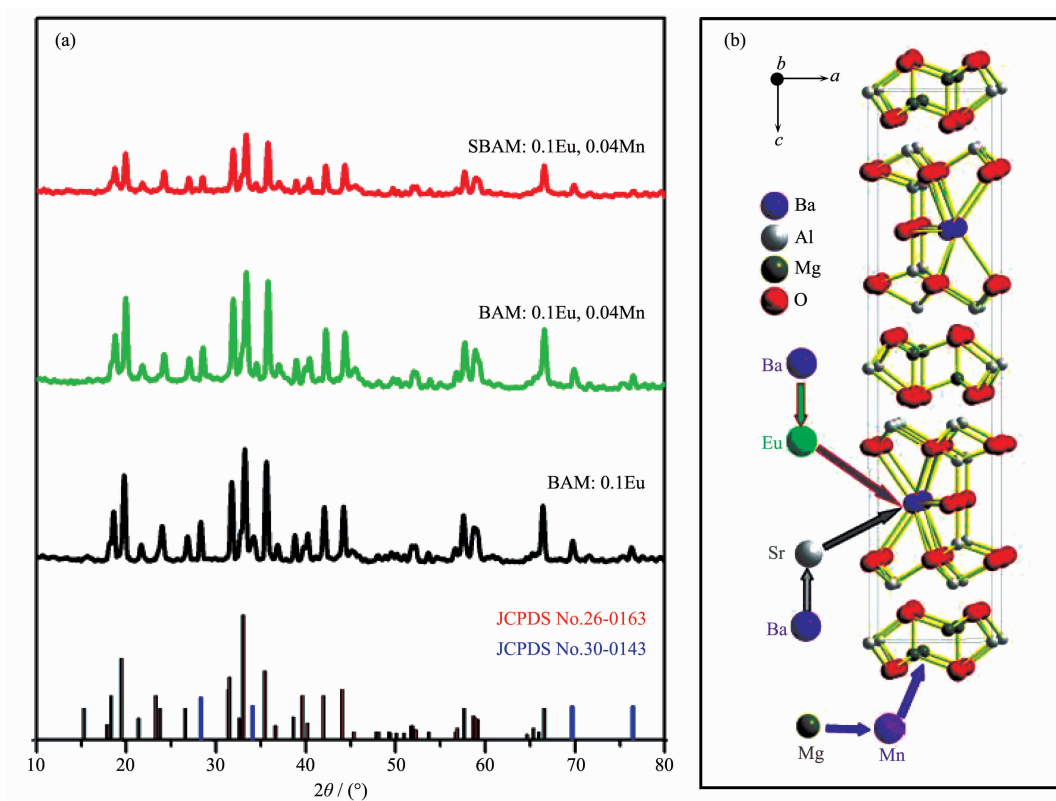 (a)
SBAM: 0.1Eu, 0.04Mn
BAM: 0.1Eu, 0.04Mn
BAM: 0.1Eu
JCPDS No.26-0163
JCPDS No.30-0143
10 20 30 40 50 60 70 80
2θ / (°)
(b)
b
a
c
Ba
Al
Mg
O
Ba
Eu
Sr
Ba
Mg
Mn